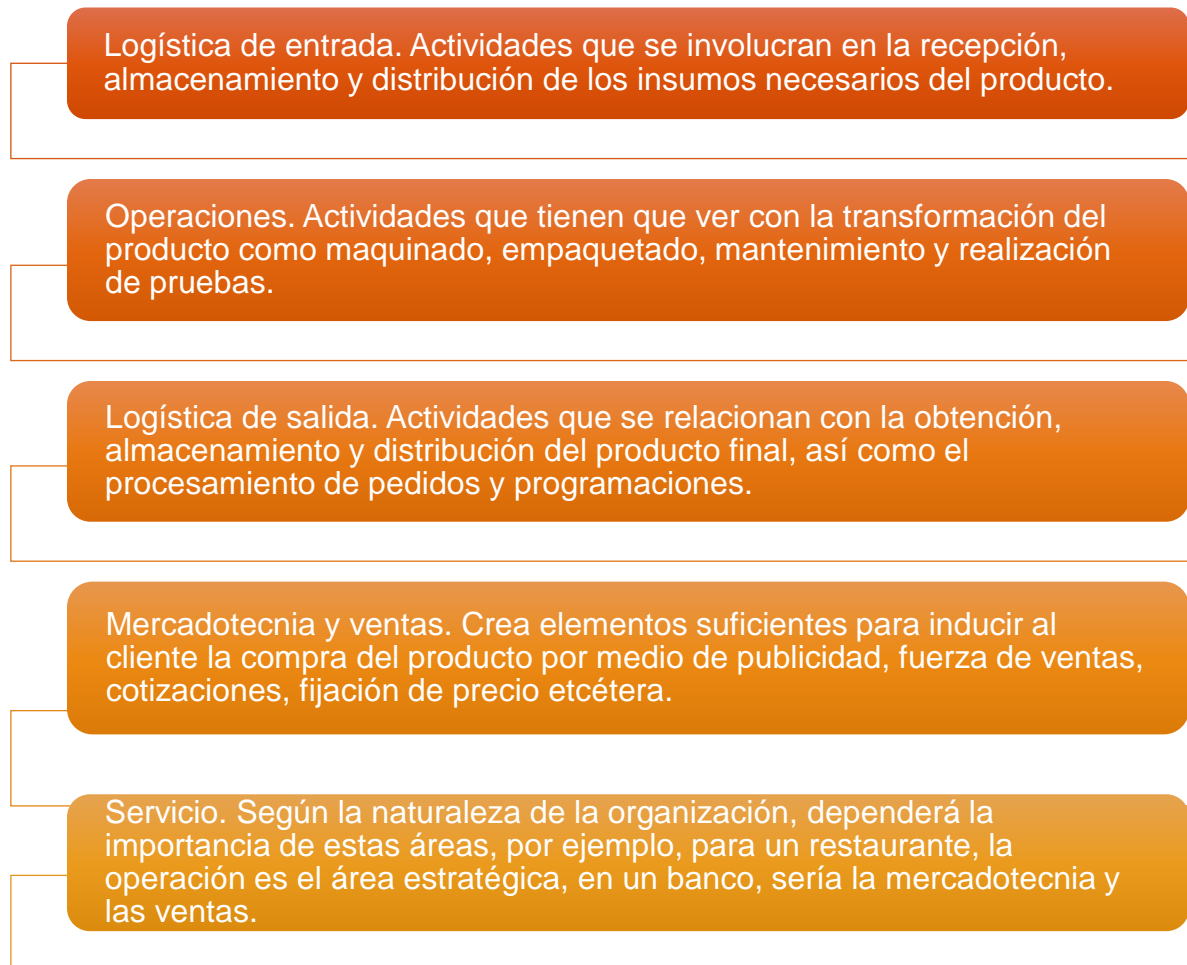 Logística de entrada. Actividades que se involucran en la recepción,
almacenamiento y distribución de los insumos necesarios del producto.
Operaciones. Actividades que tienen que ver con la transformación del
producto como maquinado, empaquetado, mantenimiento y realización
de pruebas.
Logística de salida. Actividades que se relacionan con la obtención,
almacenamiento y distribución del producto final, así como el
procesamiento de pedidos y programaciones.
Mercadotecnia y ventas. Crea elementos suficientes para inducir al
cliente la compra del producto por medio de publicidad, fuerza de ventas,
cotizaciones, fijación de precio etcétera.
Servicio. Según la naturaleza de la organización, dependerá la
importancia de estas áreas, por ejemplo, para un restaurante, la
operación es el área estratégica, en un banco, sería la mercadotecnia y
las ventas.